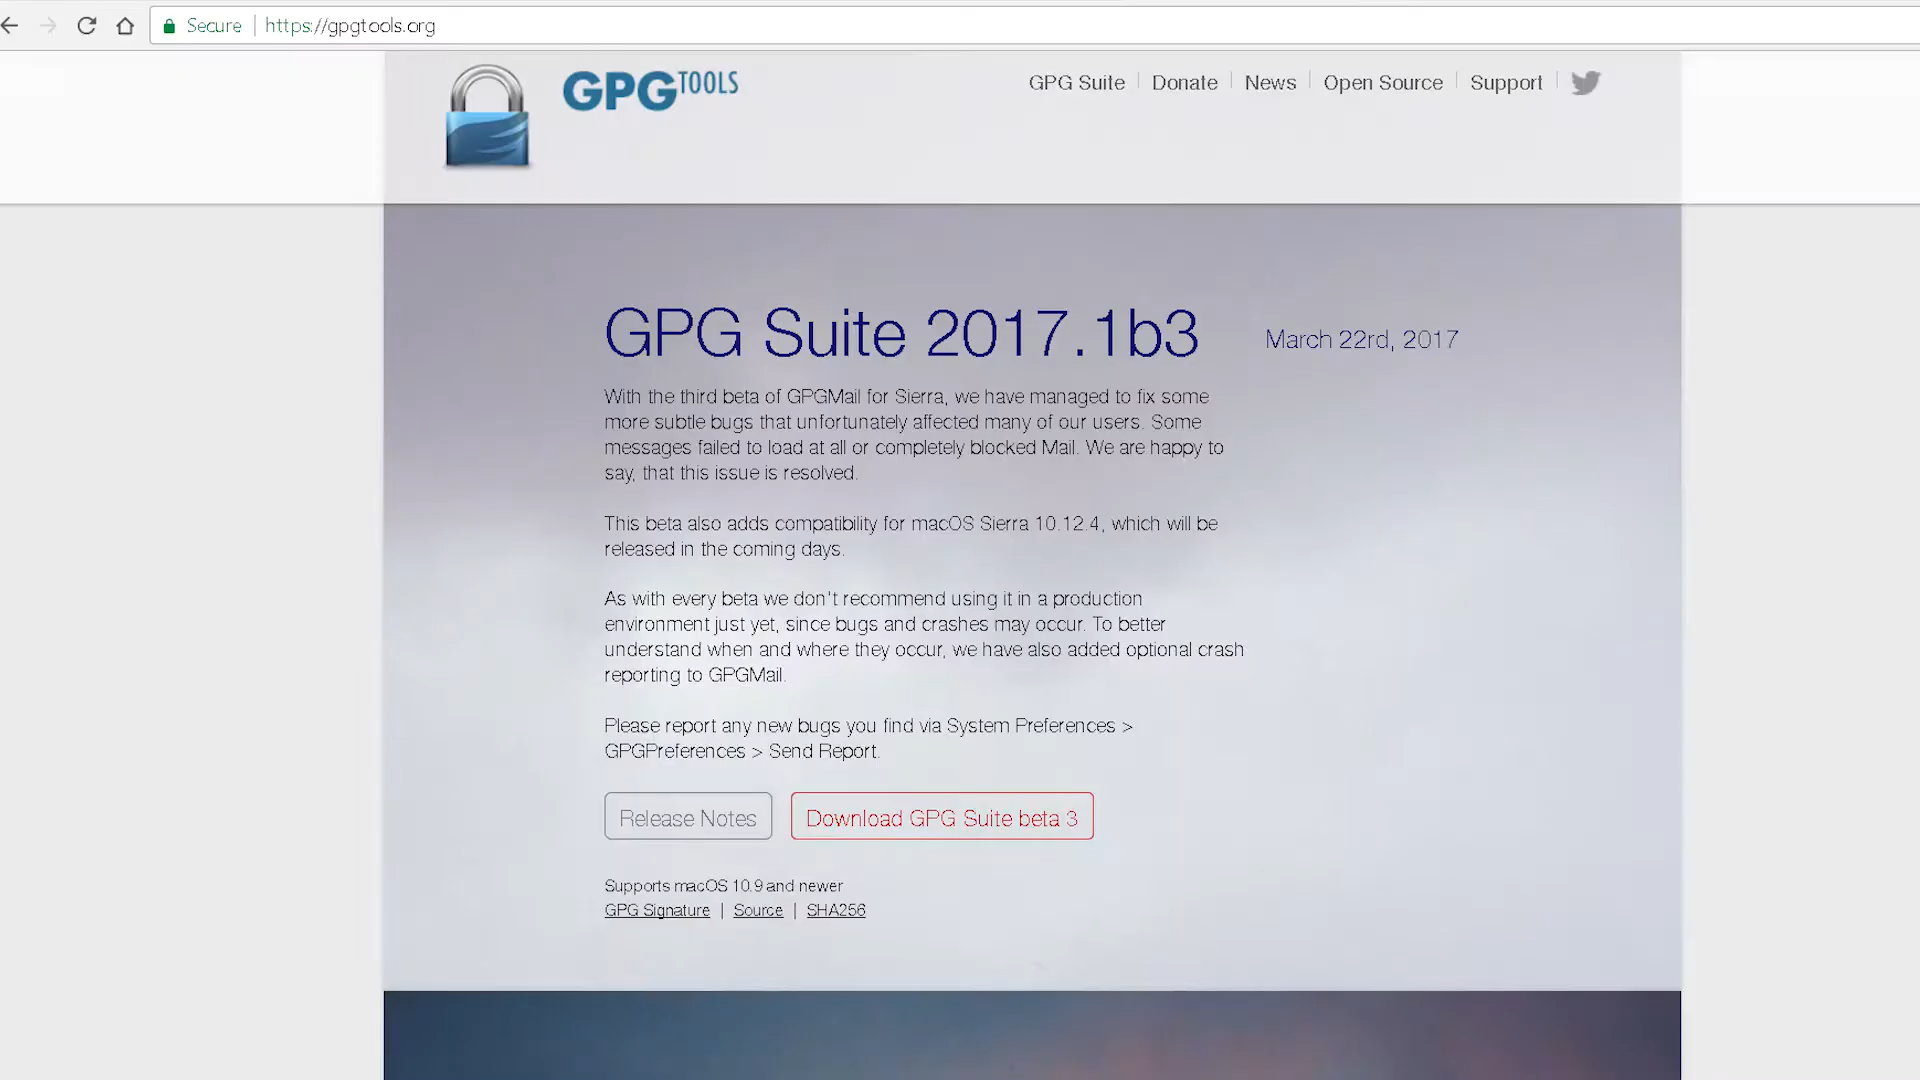 Secure | https://gpgtools.org
GPGTOOLS
GPG Suite | Donate | News | Open Source | Support
GPG Suite 2017.1b3
March 22rd, 2017
With the third beta of GPGMail for Sierra, we have managed to fix some
more subtle bugs that unfortunately affected many of our users. Some
messages failed to load at all or completely blocked Mail. We are happy to
say, that this issue is resolved.
This beta also adds compatibility for macOS Sierra 10.12.4, which will be
released in the coming days.
As with every beta we don't recommend using it in a production
environment just yet, since bugs and crashes may occur. To better
understand when and where they occur, we have also added optional crash
reporting to GPGMail.
Please report any new bugs you find via System Preferences >
GPGPreferences > Send Report.
Release Notes
Download GPG Suite beta 3
Supports macOS 10.9 and newer
GPG Signature | Source | SHA256